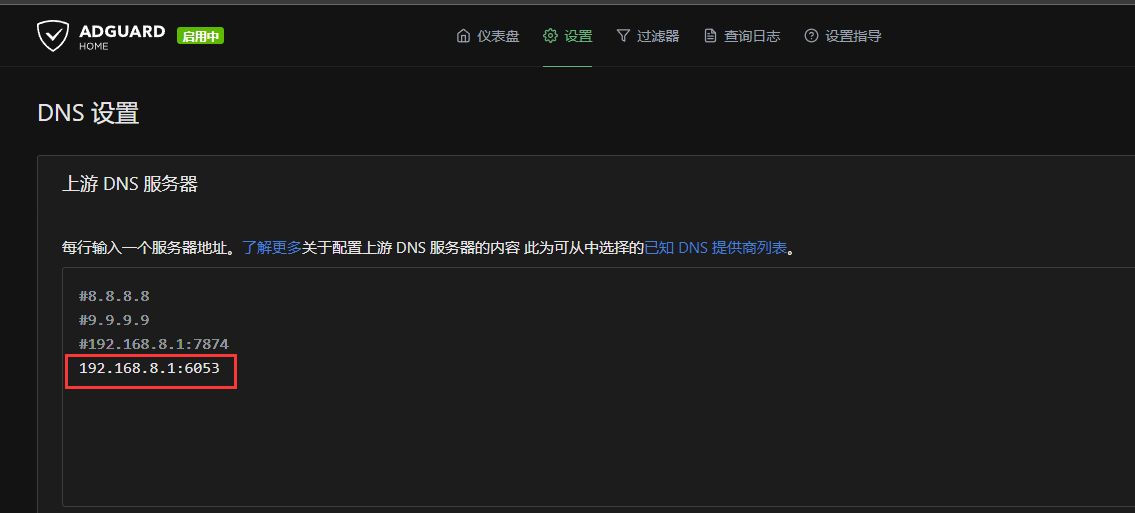 ADGUARD
HOME
启用中
仪表盘 设置 过滤器 查询日志 设置指导
DNS 设置
上游 DNS 服务器
每行输入一个服务器地址。了解更多关于配置上游 DNS 服务器的内容 此为可从中选择的已知 DNS 提供商列表。
#8.8.8.8
#9.9.9.9
#192.168.8.1:7874
192.168.8.1:6053